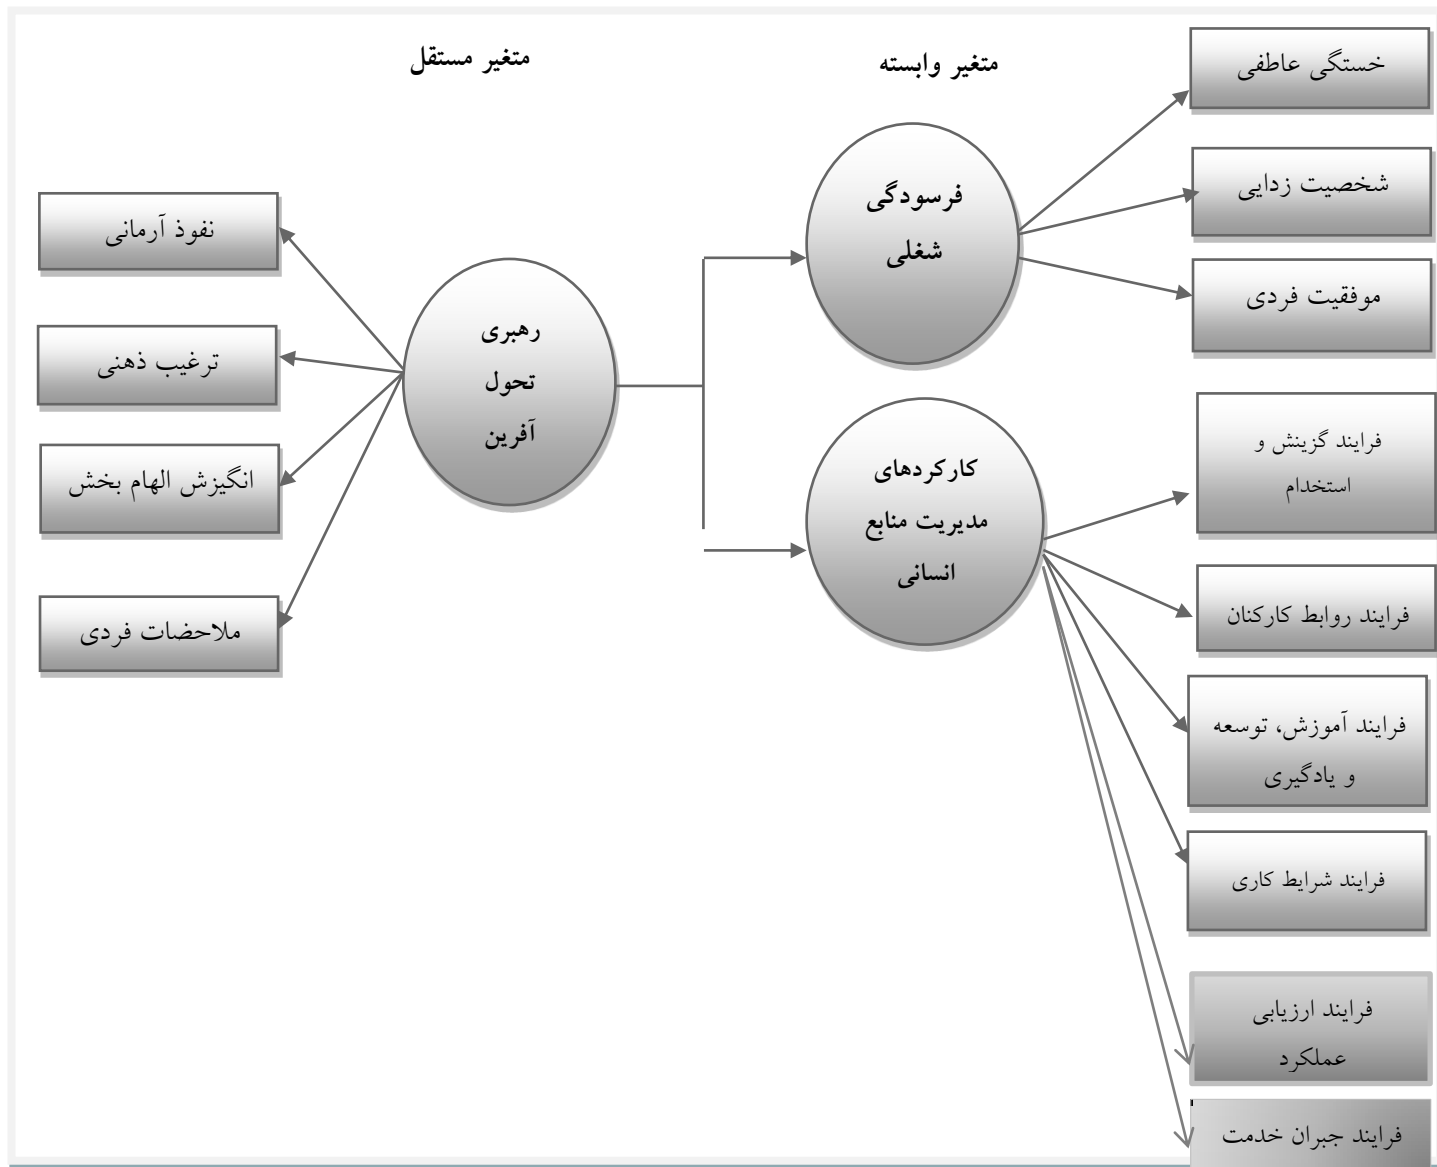 متغیر مستقل
متغیر وابسته
خستگی عاطفی
شخصیت زدایی
موفقیت فردی
فرسودگی
شغلی
نفوذ آرمانی
ترغیب ذهنی
انگیزش الهام بخش
ملاحضات فردی
رهبری
تحول
آفرین
کارکردهای
مدیریت منابع
انسانی
فرایند گزینش و
استخدام
فرایند روابط کارکنان
فرایند آموزش، توسعه
و یادگیری
فرایند شرایط کاری
فرایند ارزیابی
عملکرد
فرایند جبران خدمت